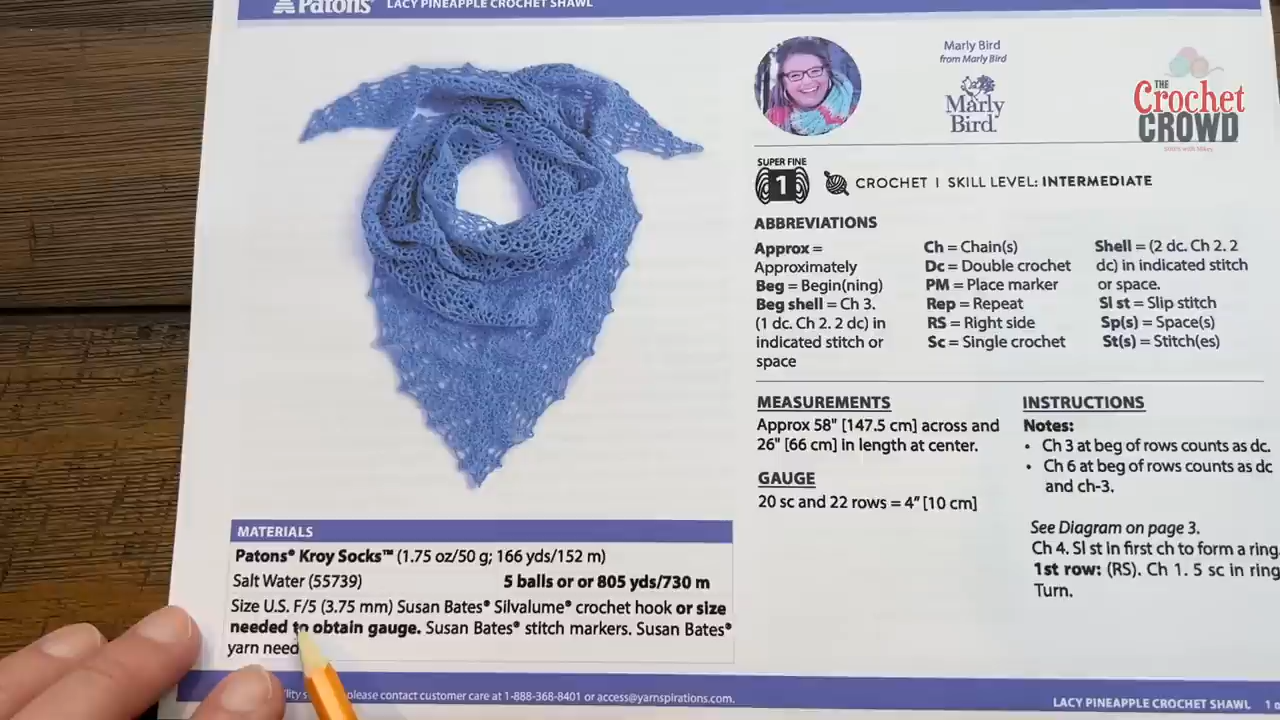 Patons® LACY PINEAPPLE CROCHET SHAWL
Marly Bird
from Marly Bird
Marly
Bird.
THE
Crochet
CROWD
SUPER FINE
1
CROCHET I SKILL LEVEL: INTERMEDIATE
ABBREVIATIONS
Approx =
Approximately
Beg = Begin(ning)
Beg shell = Ch 3.
(1 dc. Ch 2. 2 dc) in
indicated stitch or
space
Ch = Chain(s)
Dc = Double crochet
PM = Place marker
Rep = Repeat
RS = Right side
Sc = Single crochet
Shell = (2 dc. Ch 2. 2
dc) in indicated stitch
or space.
Sl st = Slip stitch
Sp(s) = Space(s)
St(s) = Stitch(es)
MEASUREMENTS
Approx 58" [147.5 cm] across and
26" [66 cm] in length at center.
GAUGE
20 sc and 22 rows = 4" [10 cm]
INSTRUCTIONS
Notes:
• Ch 3 at beg of rows counts as dc.
• Ch 6 at beg of rows counts as dc
and ch-3.
See Diagram on page 3.
Ch 4. Sl st in first ch to form a ring.
1st row: (RS). Ch 1. 5 sc in ring
Turn.
MATERIALS
Patons® Kroy Socks™ (1.75 oz/50 g; 166 yds/152 m)
Salt Water (55739) 5 balls or or 805 yds/730 m
Size U.S. F/5 (3.75 mm) Susan Bates® Silvalume® crochet hook or size
needed to obtain gauge. Susan Bates® stitch markers. Susan Bates®
yarn need
please contact customer care at 1-888-368-8401 or access@yarnspirations.com.
LACY PINEAPPLE CROCHET SHAWL 1